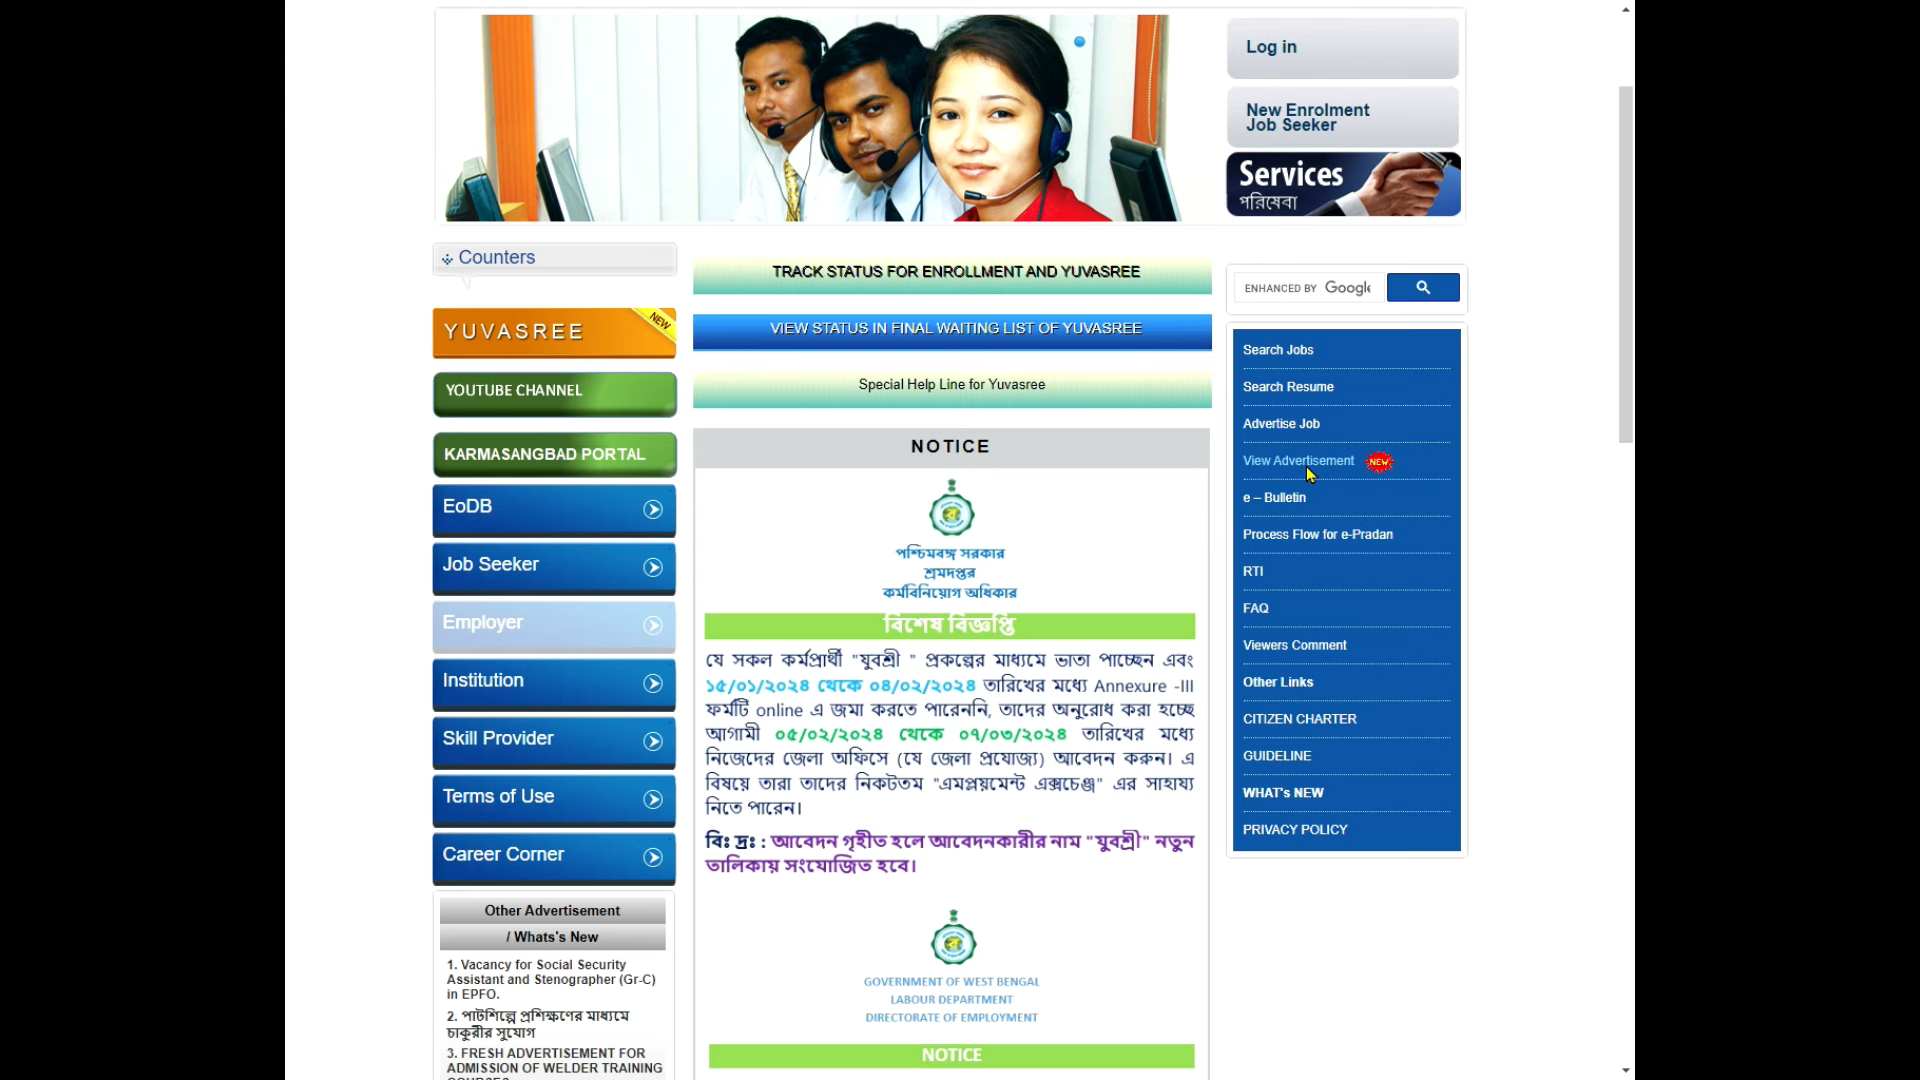 Log in
New Enrolment
Job Seeker
Services
পরিষেবা
Counters
YUVASREE
NEW
YOUTUBE CHANNEL
KARMASANGBAD PORTAL
EoDB
Job Seeker
Employer
Institution
Skill Provider
Terms of Use
Career Corner
Other Advertisement
/ Whats's New
1. Vacancy for Social Security
Assistant and Stenographer (Gr-C)
in EPFO.
2. পাটশিল্পে প্রশিক্ষণের মাধ্যমে
চাকুরীর সুযোগ
3. FRESH ADVERTISEMENT FOR
ADMISSION OF WELDER TRAINING
TRACK STATUS FOR ENROLLMENT AND YUVASREE
VIEW STATUS IN FINAL WAITING LIST OF YUVASREE
Special Help Line for Yuvasree
NOTICE
পশ্চিমবঙ্গ সরকার
শ্রমদপ্তর
কর্মবিনিয়োগ অধিকার
বিশেষ বিজ্ঞপ্তি
যে সকল কর্মপ্রার্থী "যুবশ্রী " প্রকল্পের মাধ্যমে ভাতা পাচ্ছেন এবং
১৫/০১/২০২৪ থেকে ০৪/০২/২০২৪ তারিখের মধ্যে Annexure -III
ফর্মটি online এ জমা করতে পারেননি, তাদের অনুরোধ করা হচ্ছে
আগামী ০৫/০২/২০২৪ থেকে ০৭/০৩/২০২৪ তারিখের মধ্যে
নিজেদের জেলা অফিসে (যে জেলা প্রযোজ্য) আবেদন করুন। এ
বিষয়ে তারা তাদের নিকটতম "এমপ্লয়মেন্ট এক্সচেঞ্জ" এর সাহায্য
নিতে পারেন।
বিঃ দ্রঃ : আবেদন গৃহীত হলে আবেদনকারীর নাম "যুবশ্রী" নতুন
তালিকায় সংযোজিত হবে।
GOVERNMENT OF WEST BENGAL
LABOUR DEPARTMENT
DIRECTORATE OF EMPLOYMENT
NOTICE
ENHANCED BY Google
Search Jobs
Search Resume
Advertise Job
View Advertisement NEW
e – Bulletin
Process Flow for e-Pradan
RTI
FAQ
Viewers Comment
Other Links
CITIZEN CHARTER
GUIDELINE
WHAT's NEW
PRIVACY POLICY